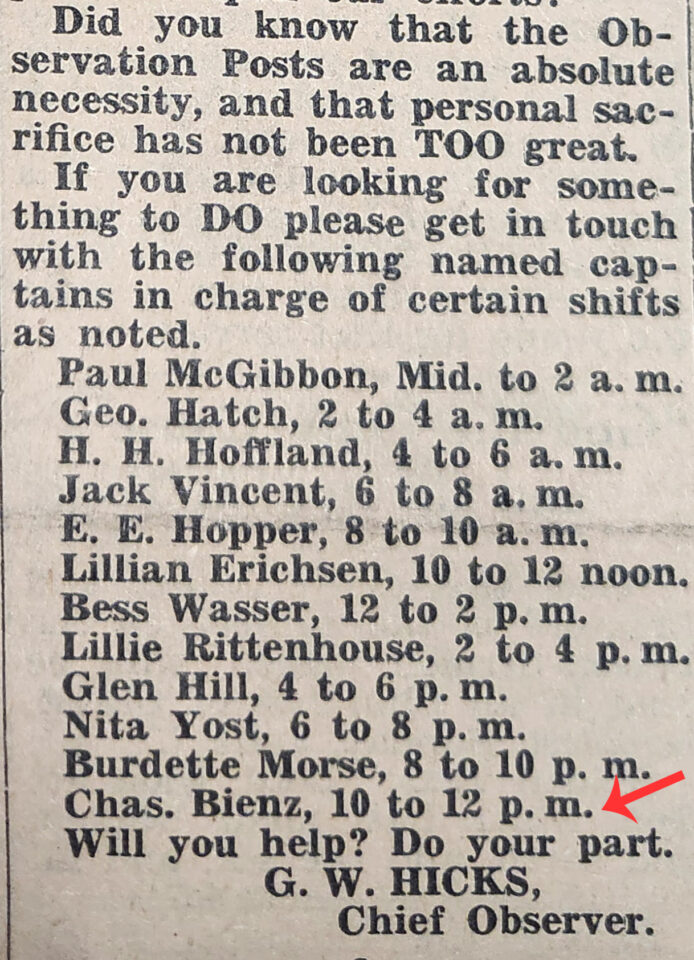 Did you know that the Ob-
servation Posts are an absolute
necessity, and that personal sac-
rifice has not been TOO great.
If you are looking for some-
thing to DO please get in touch
with the following named cap-
tains in charge of certain shifts
as noted.
Paul McGibbon, Mid. to 2 a. m.
Geo. Hatch, 2 to 4 a. m.
H. H. Hoffland, 4 to 6 a. m.
Jack Vincent, 6 to 8 a. m.
E. E. Hopper, 8 to 10 a. m.
Lillian Erichsen, 10 to 12 noon.
Bess Wasser, 12 to 2 p. m.
Lillie Rittenhouse, 2 to 4 p. m.
Glen Hill, 4 to 6 p. m.
Nita Yost, 6 to 8 p. m.
Burdette Morse, 8 to 10 p. m.
Chas. Bienz, 10 to 12 p. m.
Will you help? Do your part.
G. W. HICKS,
Chief Observer.